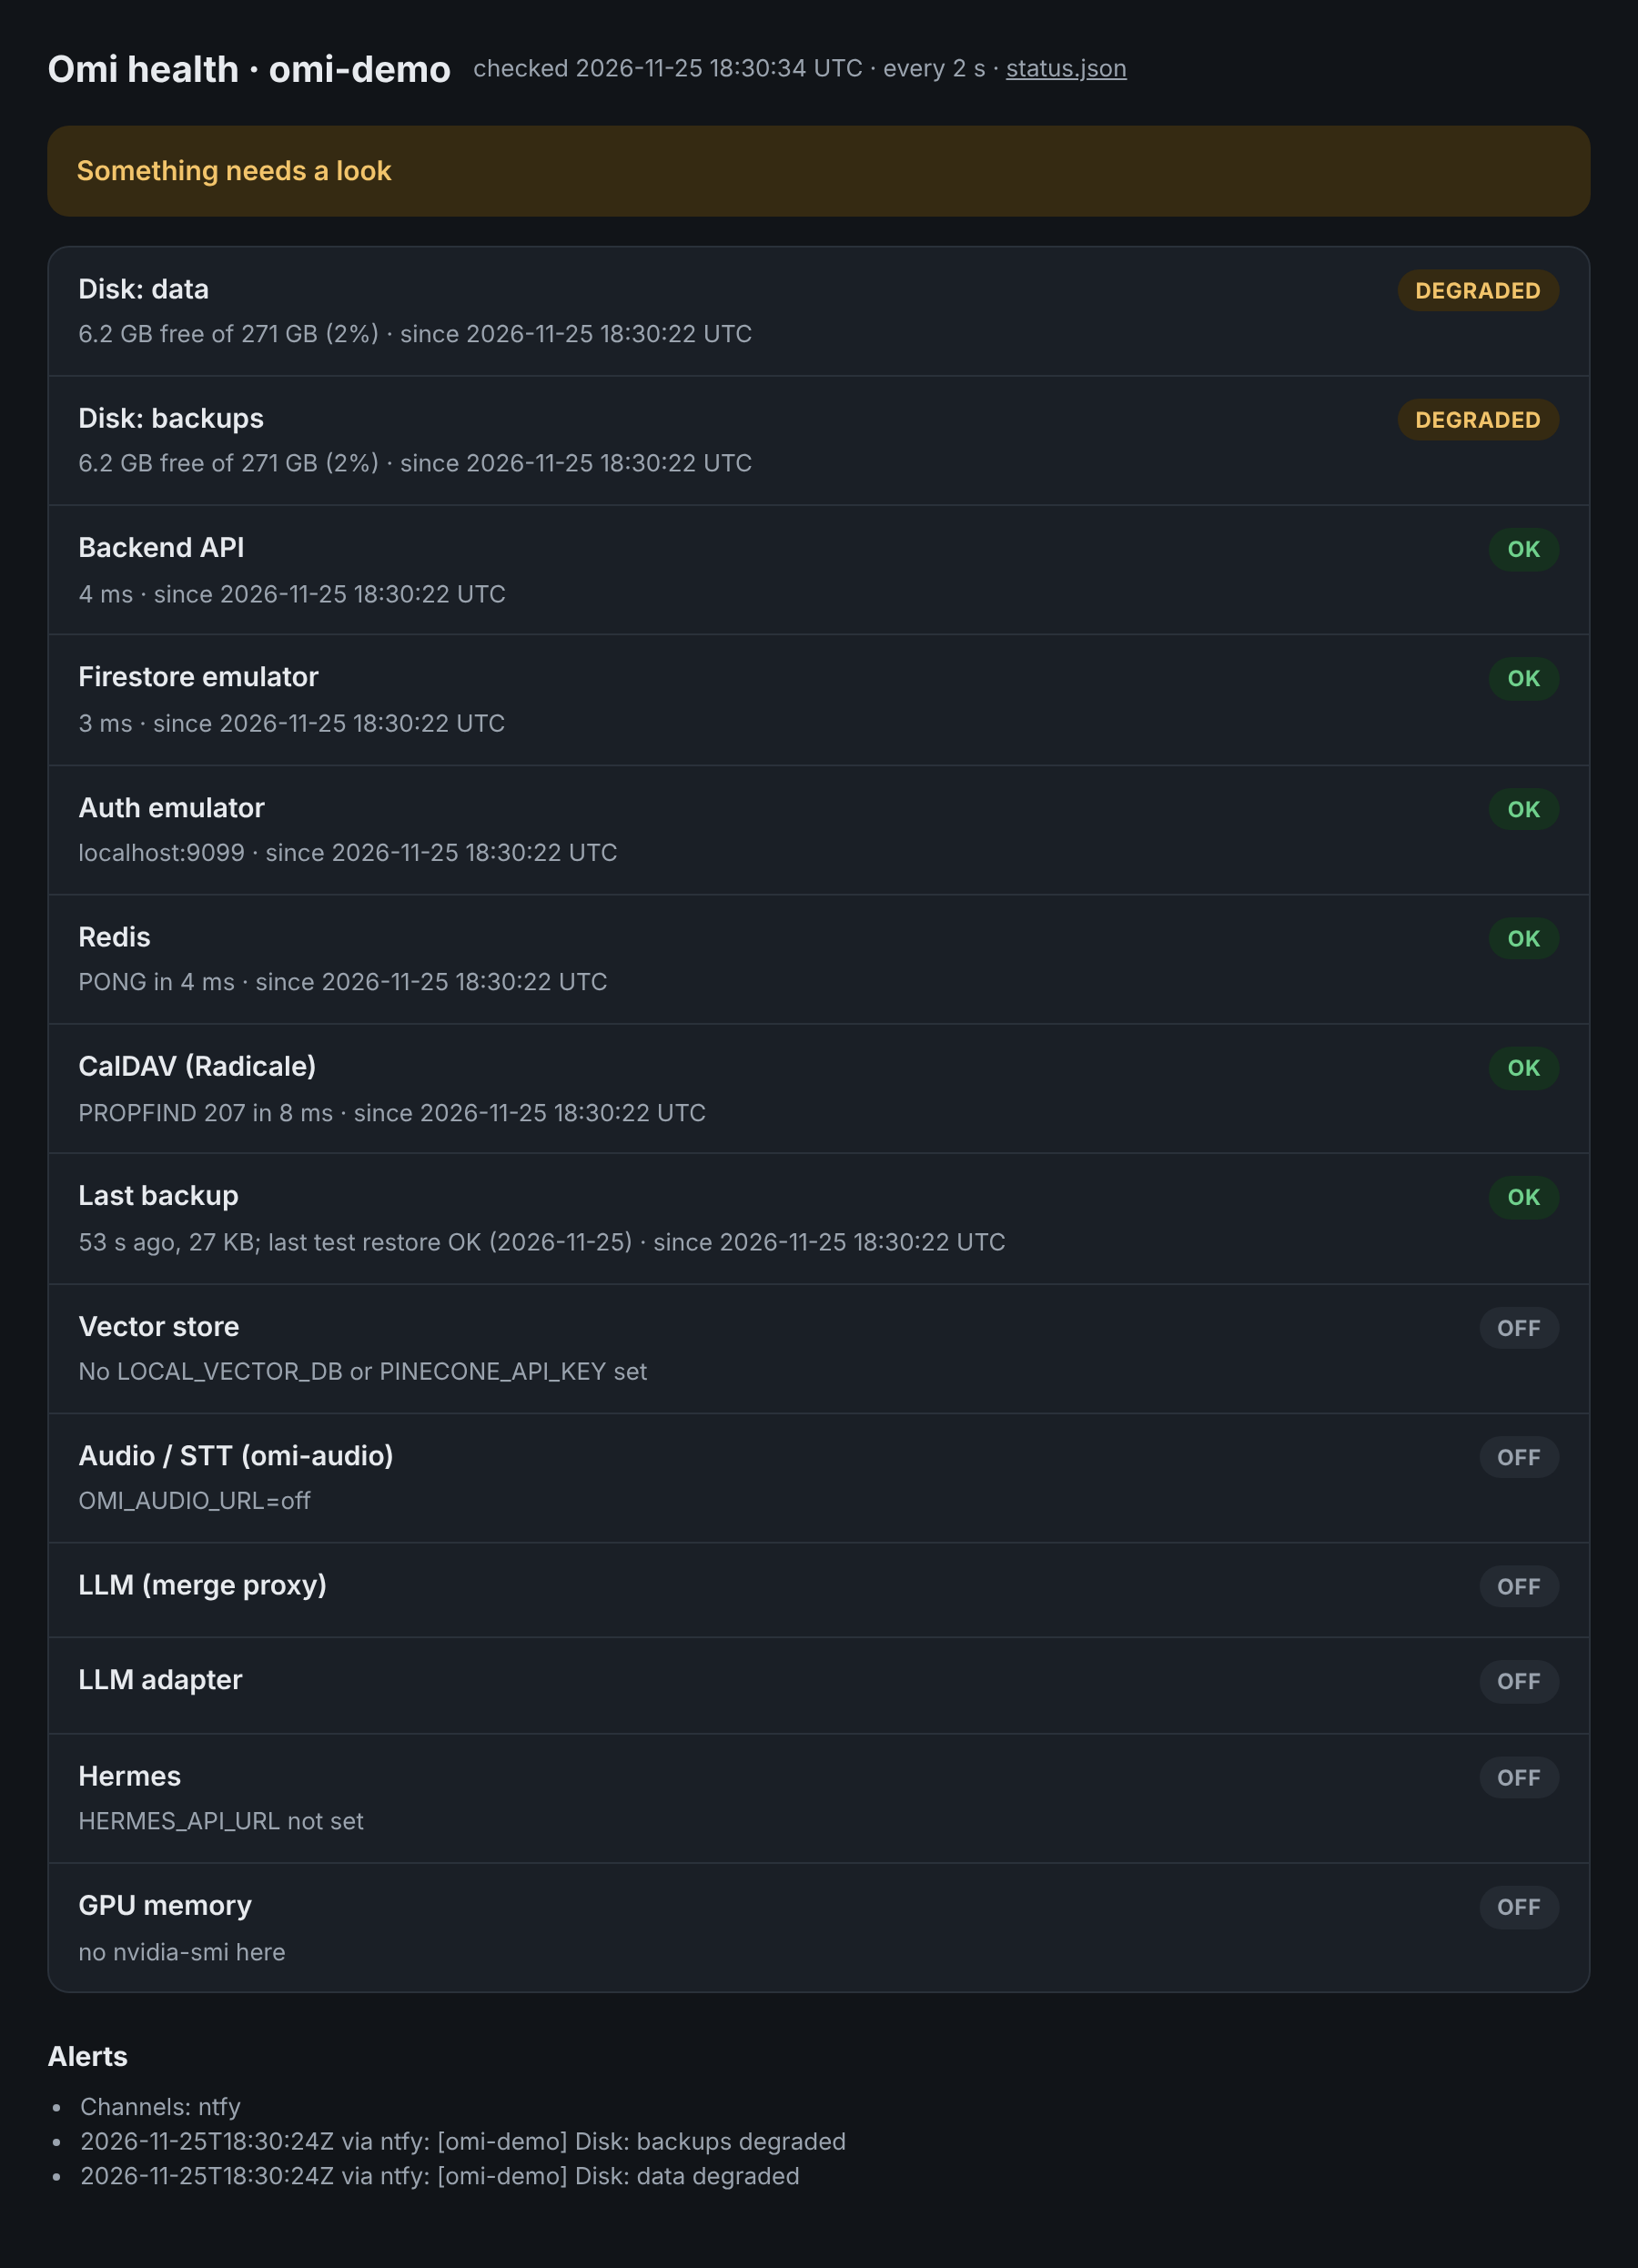 Omi health · omi-demo checked 2026-11-25 18:30:34 UTC · every 2 s · status.json
Something needs a look
Disk: data DEGRADED
6.2 GB free of 271 GB (2%) · since 2026-11-25 18:30:22 UTC
Disk: backups DEGRADED
6.2 GB free of 271 GB (2%) · since 2026-11-25 18:30:22 UTC
Backend API OK
4 ms · since 2026-11-25 18:30:22 UTC
Firestore emulator OK
3 ms · since 2026-11-25 18:30:22 UTC
Auth emulator OK
localhost:9099 · since 2026-11-25 18:30:22 UTC
Redis OK
PONG in 4 ms · since 2026-11-25 18:30:22 UTC
CalDAV (Radicale) OK
PROPFIND 207 in 8 ms · since 2026-11-25 18:30:22 UTC
Last backup OK
53 s ago, 27 KB; last test restore OK (2026-11-25) · since 2026-11-25 18:30:22 UTC
Vector store OFF
No LOCAL_VECTOR_DB or PINECONE_API_KEY set
Audio / STT (omi-audio) OFF
OMI_AUDIO_URL=off
LLM (merge proxy) OFF
LLM adapter OFF
Hermes OFF
HERMES_API_URL not set
GPU memory OFF
no nvidia-smi here
Alerts
• Channels: ntfy
• 2026-11-25T18:30:24Z via ntfy: [omi-demo] Disk: backups degraded
• 2026-11-25T18:30:24Z via ntfy: [omi-demo] Disk: data degraded